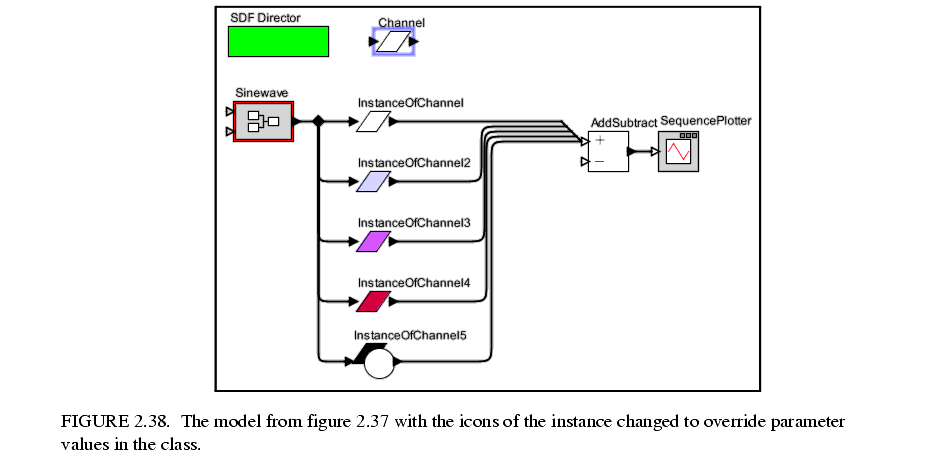 SDF Director
Channel
Sinewave
InstanceOfChannel
AddSubtract
SequencePlotter
InstanceOfChannel2
InstanceOfChannel3
InstanceOfChannel4
InstanceOfChannel5
FIGURE 2.38. The model from figure 2.37 with the icons of the instance changed to override parameter
values in the class.